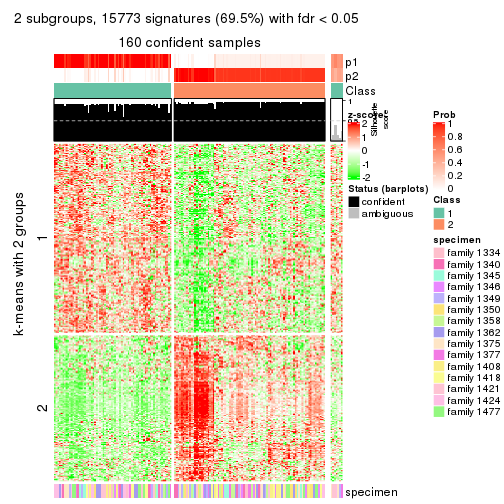 2 subgroups, 15773 signatures (69.5%) with fdr < 0.05
160 confident samples
p1
p2
Class
1
0.5
0
Silhouette
score
z-score
2
1
0
-1
-2
Status (barplots)
confident
ambiguous
Prob
1
0.8
0.6
0.4
0.2
0
Class
1
2
specimen
family 1334
family 1340
family 1345
family 1346
family 1349
family 1350
family 1358
family 1362
family 1375
family 1377
family 1408
family 1418
family 1421
family 1424
family 1477
k-means with 2 groups
1
2
specimen